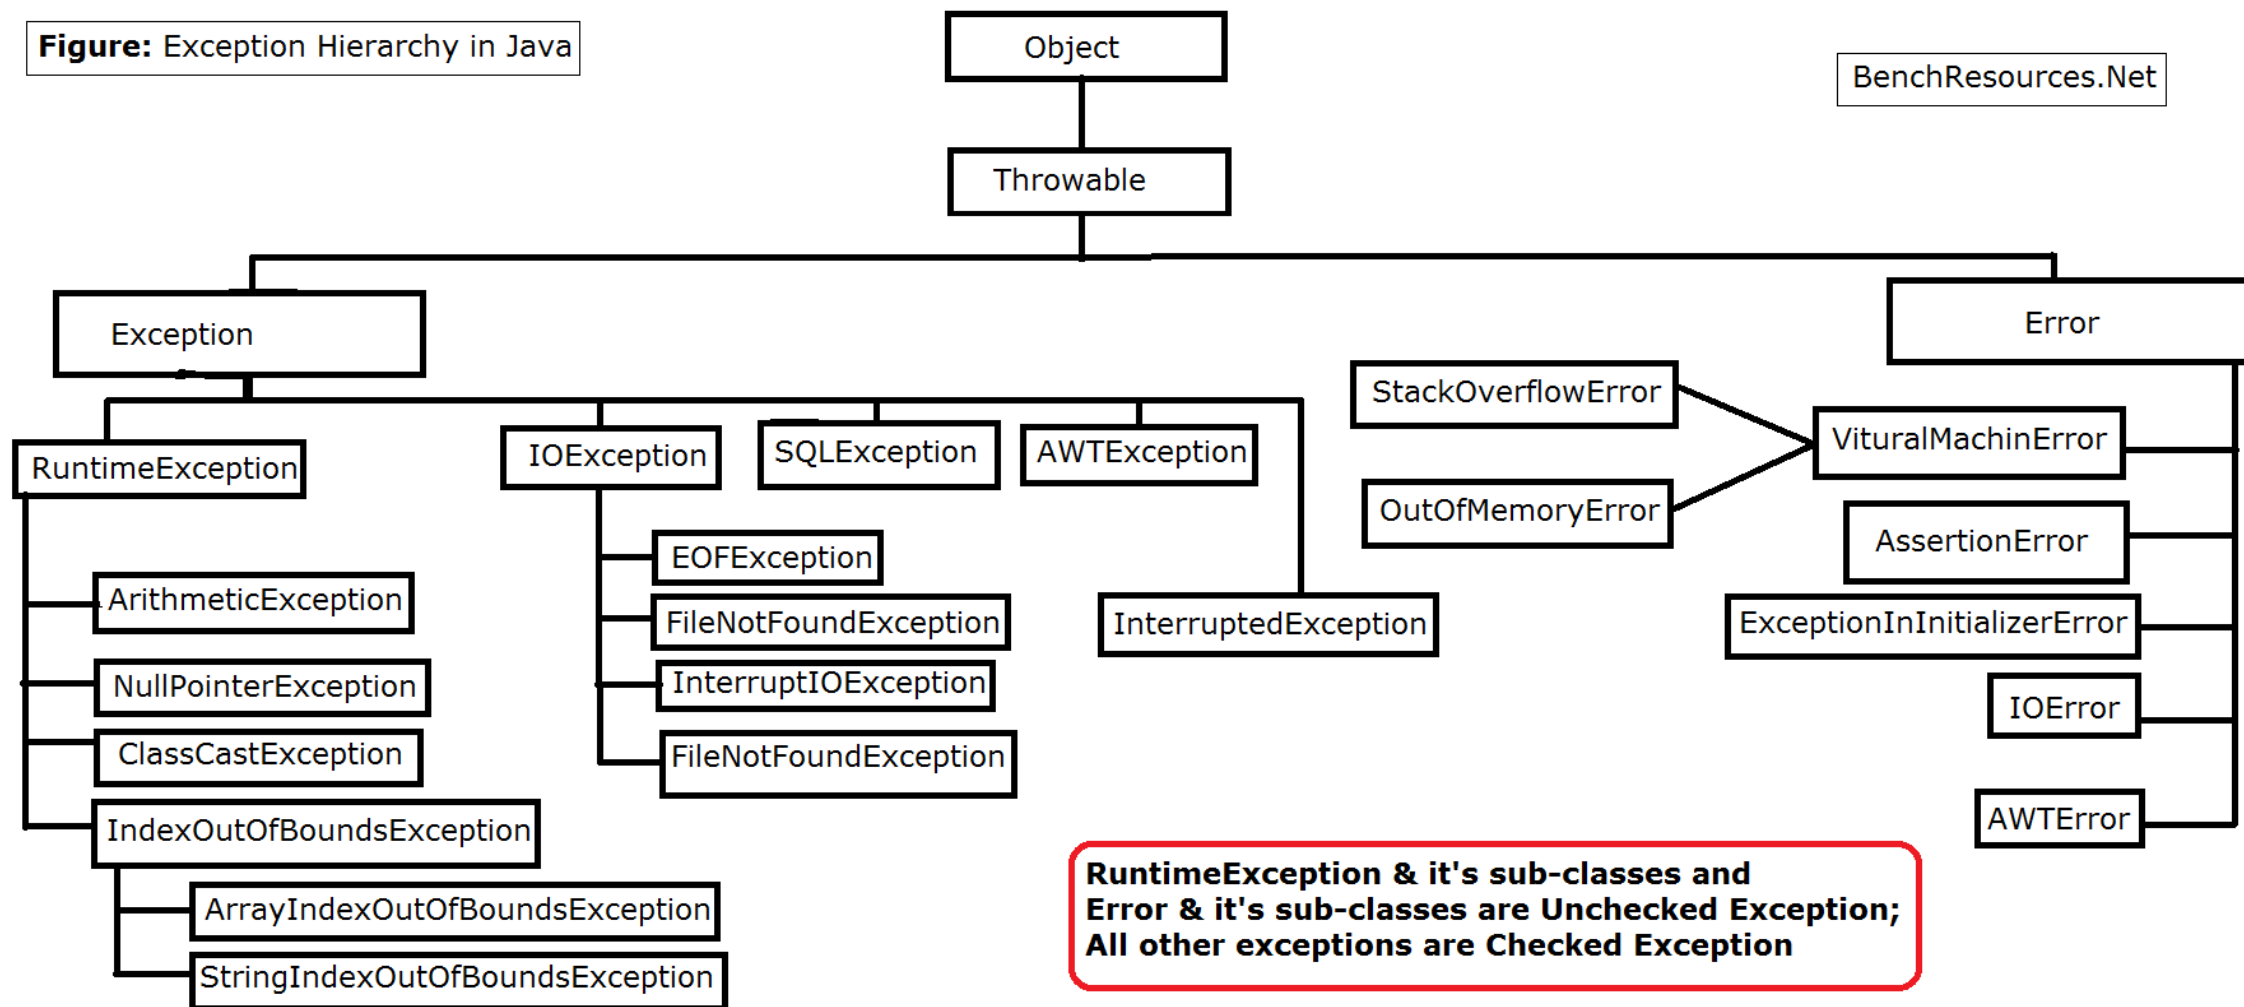 Figure: Exception Hierarchy in Java
Object
BenchResources.Net
Throwable
Exception
Error
RuntimeException
IOException
SQLException
AWTException
StackOverflowError
VituralMachinError
OutOfMemoryError
AssertionError
EOFException
ArithmeticException
FileNotFoundException
InterruptedException
ExceptionInInitializerError
NullPointerException
InterruptIOException
IOError
ClassCastException
FileNotFoundException
IndexOutOfBoundsException
AWTError
ArrayIndexOutOfBoundsException
StringIndexOutOfBoundsException
RuntimeException & it's sub-classes and
Error & it's sub-classes are Unchecked Exception;
All other exceptions are Checked Exception